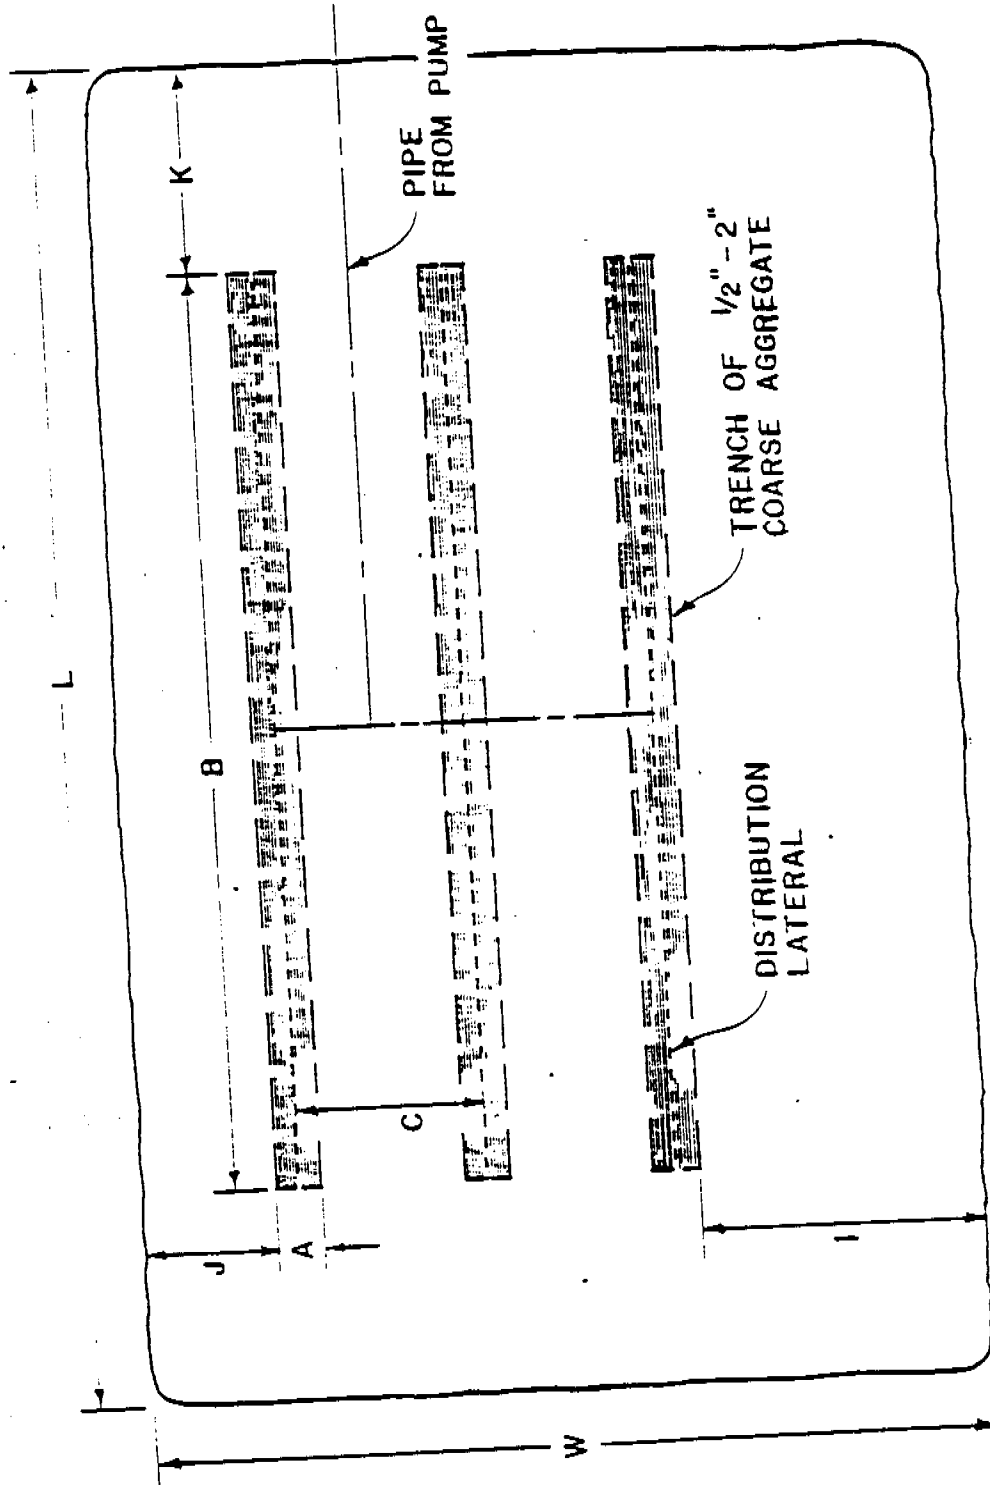 L
K
B
J
A
C
PIPE
FROM PUMP
W
TRENCH OF ½"-2"
COARSE AGGREGATE
DISTRIBUTION
LATERAL
I